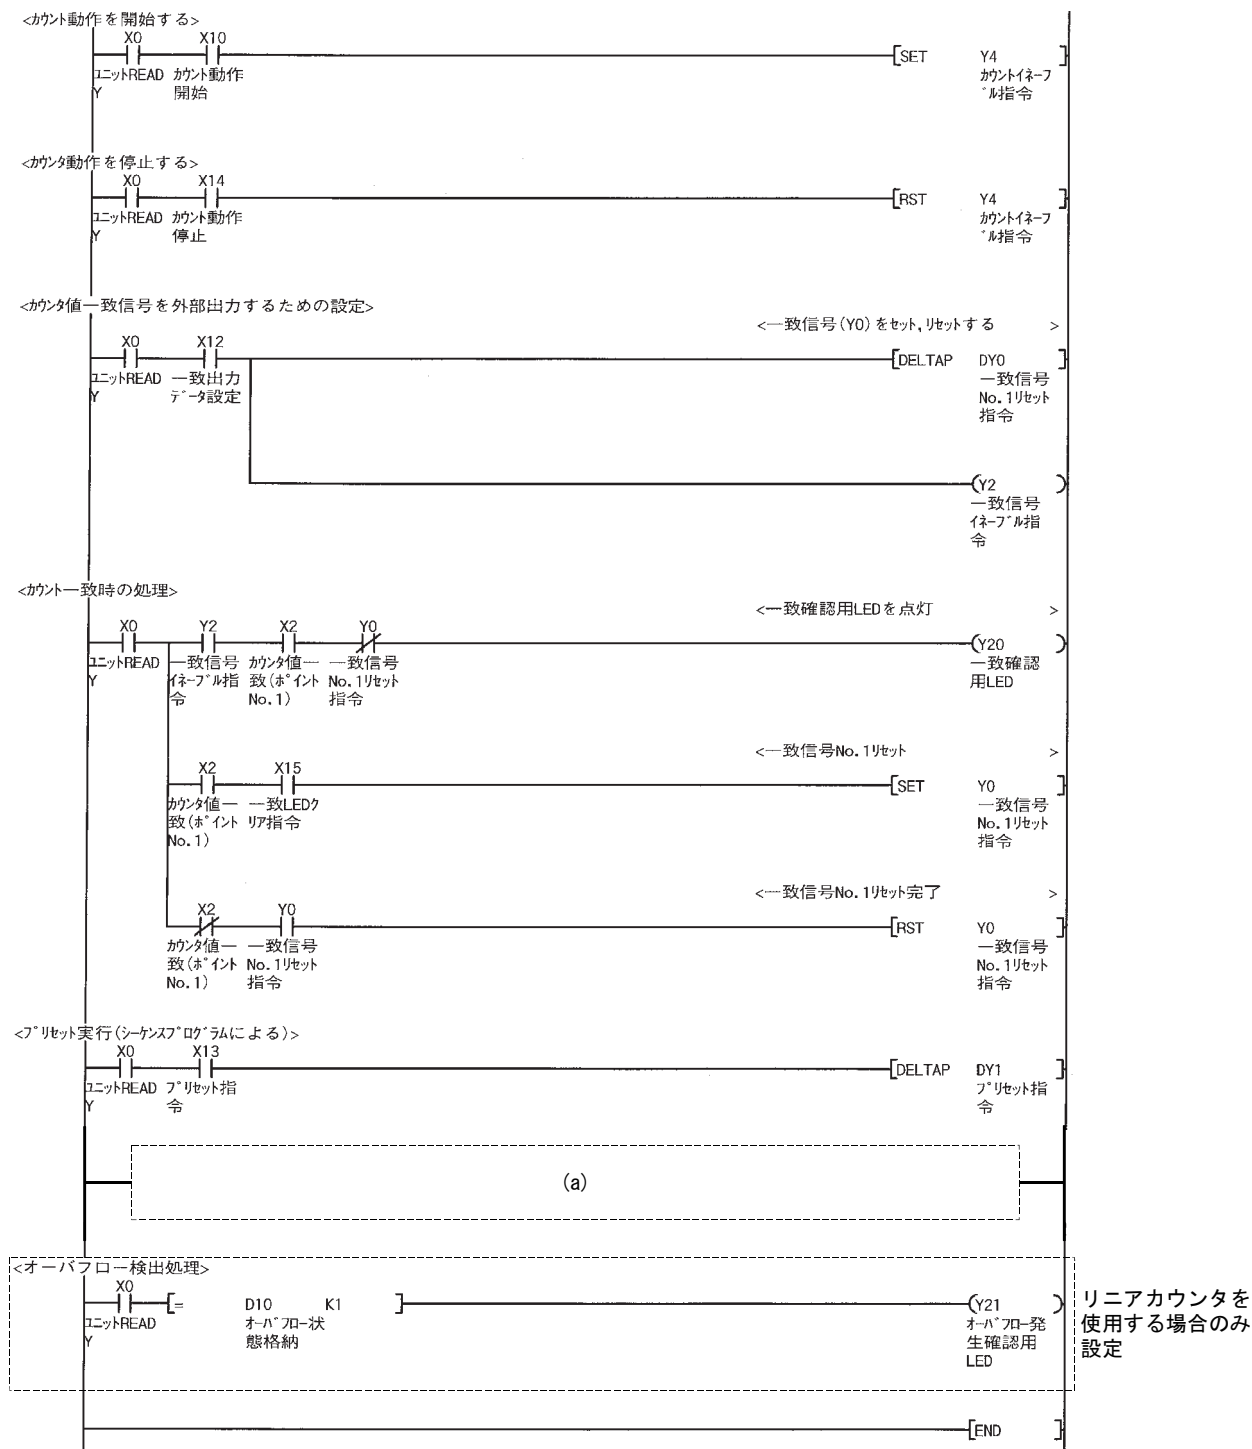 <カウント動作を開始する>
X0 X10
ユニットREAD カウント動作
Y 開始
[SET Y4 ]
カウントイネーブル指令
<カウンタ動作を停止する>
X0 X14
ユニットREAD カウント動作
Y 停止
[RST Y4 ]
カウントイネーブル指令
<カウンタ値一致信号を外部出力するための設定>
<一致信号(Y0)をセット,リセットする >
X0 X12
ユニットREAD 一致出力
Y データ設定
[DELTAP DY0 ]
一致信号
No.1リセット
指令
(Y2 )
一致信号
イネーブル指
令
<カウント一致時の処理>
<一致確認用LEDを点灯 >
X0 Y2 X2 Y0
ユニットREAD 一致信号 カウンタ値一 一致信号
Y イネーブル指 致(ポイント No.1リセット
令 No.1) 指令
(Y20 )
一致確認
用LED
<一致信号No.1リセット >
X2 X15
カウンタ値一 一致LEDク
致(ポイント リア指令
No.1)
[SET Y0 ]
一致信号
No.1リセット
指令
<一致信号No.1リセット完了 >
X2 Y0
カウンタ値一 一致信号
致(ポイント No.1リセット
No.1) 指令
[RST Y0 ]
一致信号
No.1リセット
指令
<プリセット実行(シーケンスプログラムによる)>
X0 X13
ユニットREAD プリセット指
Y 令
[DELTAP DY1 ]
プリセット指
令
(a)
<オーバフロー検出処理>
X0
[= D10 K1 ]
ユニットREAD オーバフロー状
Y 態格納
(Y21 )
オーバフロー発
生確認用
LED
リニアカウンタを
使用する場合のみ
設定
[END ]